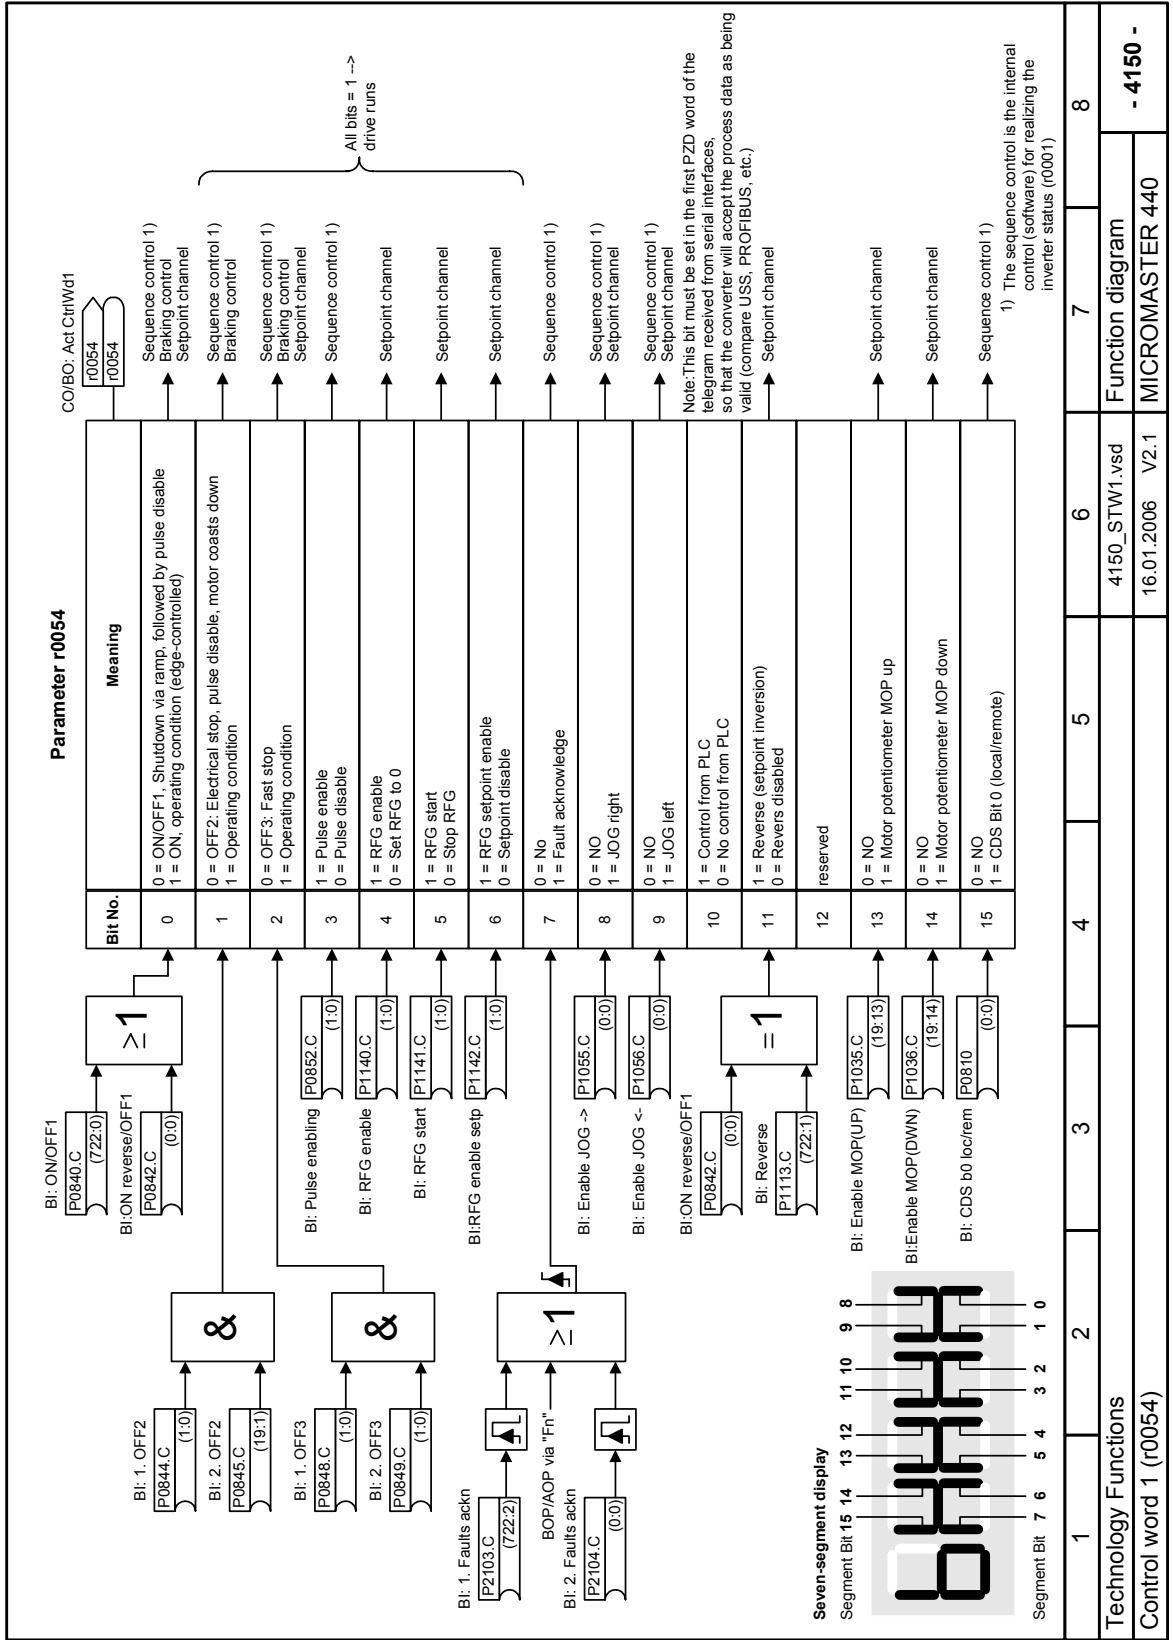 Parameter r0054
CO/BO: Act CtrlWd1
r0054
r0054
Bit No.
Meaning
0
0 = ON/OFF1, Shutdown via ramp, followed by pulse disable
1 = ON, operating condition (edge-controlled)
Sequence control 1)
Braking control
Setpoint channel
1
0 = OFF2: Electrical stop, pulse disable, motor coasts down
1 = Operating condition
Sequence control 1)
Braking control
2
0 = OFF3: Fast stop
1 = Operating condition
Sequence control 1)
Braking control
Setpoint channel
3
1 = Pulse enable
0 = Pulse disable
Sequence control 1)
4
1 = RFG enable
0 = Set RFG to 0
Setpoint channel
5
1 = RFG start
0 = Stop RFG
Setpoint channel
6
1 = RFG setpoint enable
0 = Setpoint disable
Setpoint channel
All bits = 1 -->
drive runs
7
0 = No
1 = Fault acknowledge
Sequence control 1)
8
0 = NO
1 = JOG right
Sequence control 1)
Setpoint channel
9
0 = NO
1 = JOG left
Sequence control 1)
Setpoint channel
10
1 = Control from PLC
0 = No control from PLC
Note:This bit must be set in the first PZD word of the
telegram received from serial interfaces,
so that the converter will accept the process data as being
valid (compare USS, PROFIBUS, etc.)
11
1 = Reverse (setpoint inversion)
0 = Revers disabled
Setpoint channel
12
reserved
13
0 = NO
1 = Motor potentiometer MOP up
Setpoint channel
14
0 = NO
1 = Motor potentiometer MOP down
Setpoint channel
15
0 = NO
1 = CDS Bit 0 (local/remote)
Sequence control 1)
1) The sequence control is the internal
control (software) for realizing the
inverter status (r0001)
BI: ON/OFF1
P0840.C
(722:0)
BI:ON reverse/OFF1
P0842.C
(0:0)
≥1
BI: 1. OFF2
P0844.C
(1:0)
BI: 2. OFF2
P0845.C
(19:1)
&
BI: 1. OFF3
P0848.C
(1:0)
BI: 2. OFF3
P0849.C
(1:0)
&
BI: Pulse enabling
P0852.C
(1:0)
BI: RFG enable
P1140.C
(1:0)
BI: RFG start
P1141.C
(1:0)
BI:RFG enable setp
P1142.C
(1:0)
BI: 1. Faults ackn
P2103.C
(722:2)
BOP/AOP via "Fn"
BI: 2. Faults ackn
P2104.C
(0:0)
≥1
BI: Enable JOG ->
P1055.C
(0:0)
BI: Enable JOG <-
P1056.C
(0:0)
BI:ON reverse/OFF1
P0842.C
(0:0)
BI: Reverse
P1113.C
(722:1)
=1
BI: Enable MOP(UP)
P1035.C
(19:13)
BI:Enable MOP(DWN)
P1036.C
(19:14)
BI: CDS b0 loc/rem
P0810
(0:0)
Seven-segment display
Segment Bit 15 14 13 12 11 10 9 8
Segment Bit 7 6 5 4 3 2 1 0
1 2 3 4 5 6 7 8
Technology Functions
4150_STW1.vsd
Function diagram
- 4150 -
Control word 1 (r0054)
16.01.2006 V2.1
MICROMASTER 440